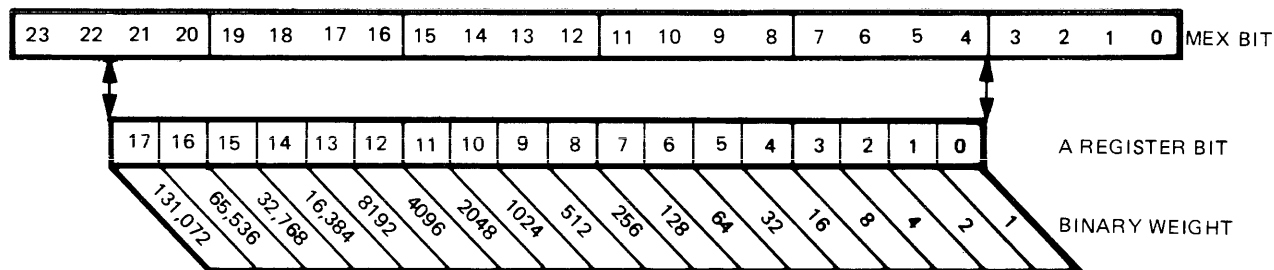 23 22 21 20 19 18 17 16 15 14 13 12 11 10 9 8 7 6 5 4 3 2 1 0 MEX BIT
17 16 15 14 13 12 11 10 9 8 7 6 5 4 3 2 1 0 A REGISTER BIT
131,072 65,536 32,768 16,384 8192 4096 2048 1024 512 256 128 64 32 16 8 4 2 1 BINARY WEIGHT